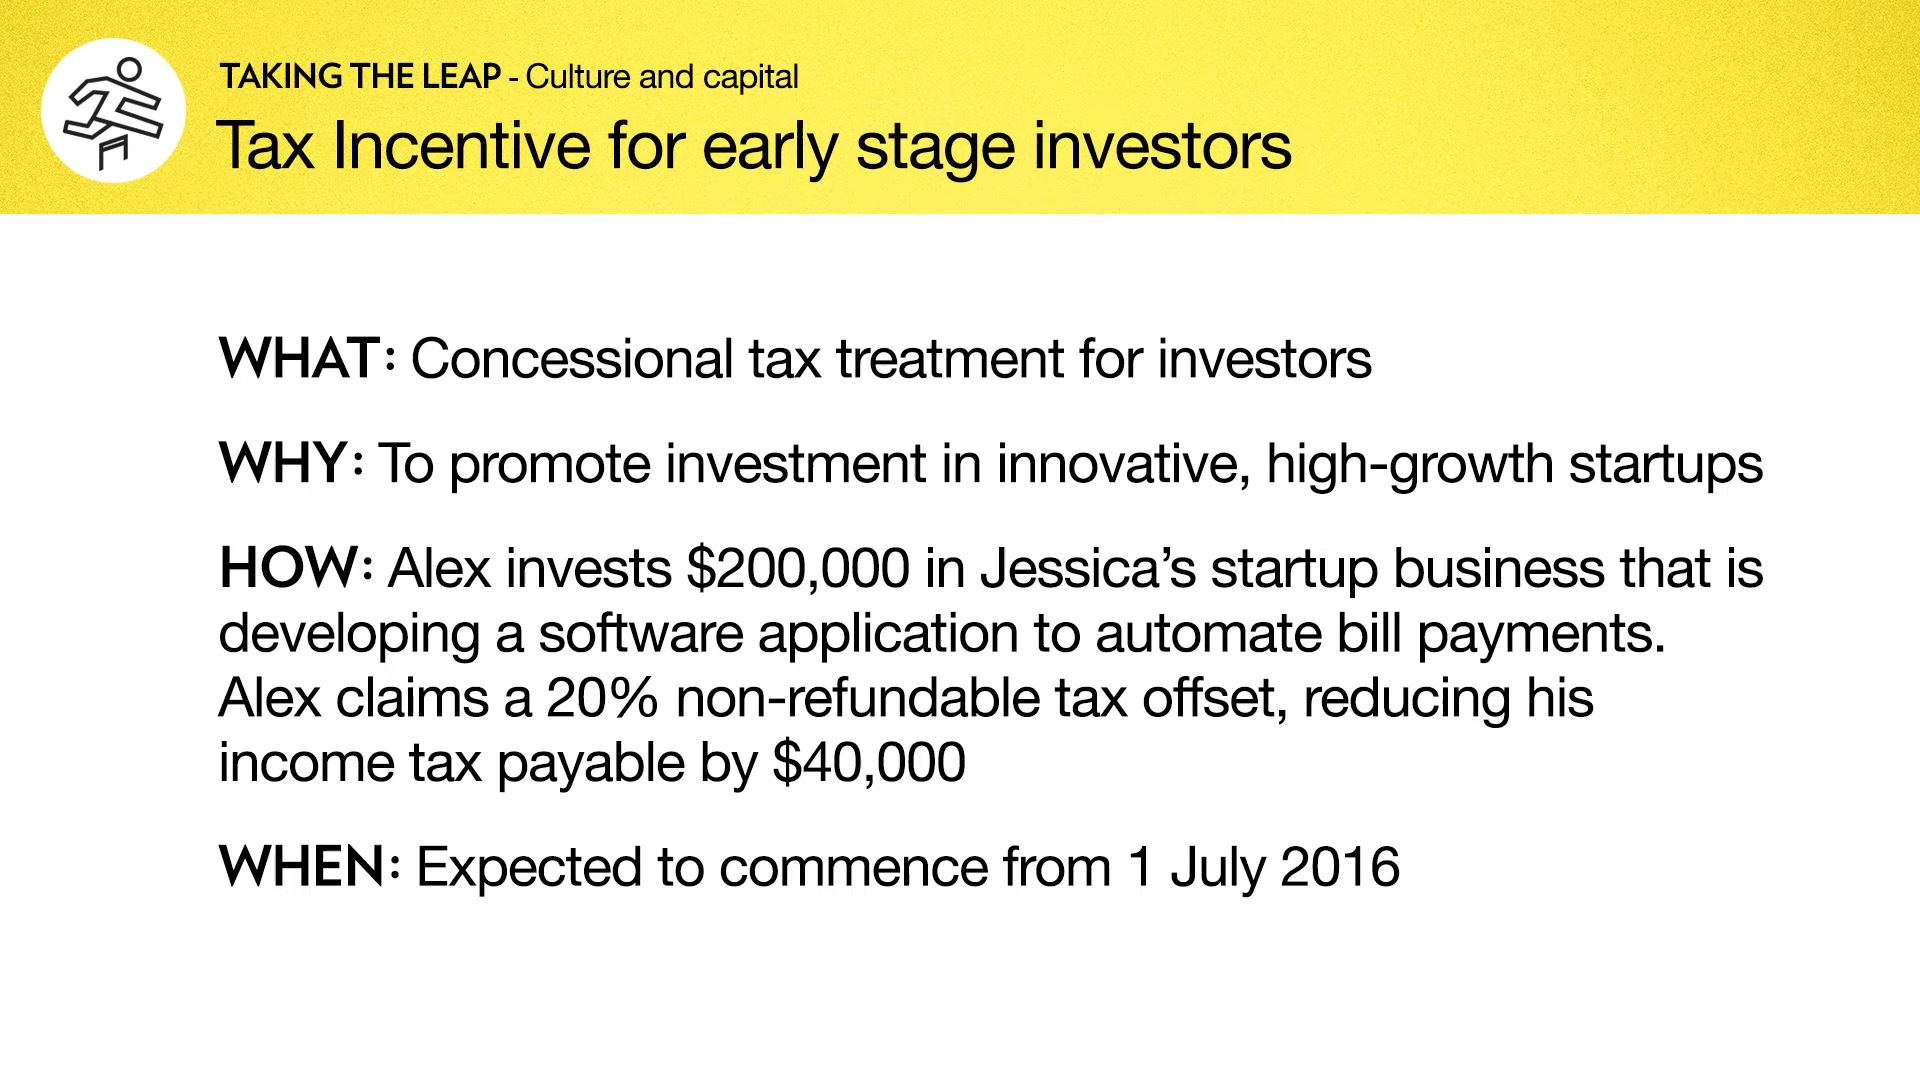 TAKING THE LEAP - Culture and capital
Tax Incentive for early stage investors
WHAT: Concessional tax treatment for investors
WHY: To promote investment in innovative, high-growth startups
HOW: Alex invests $200,000 in Jessica’s startup business that is
developing a software application to automate bill payments.
Alex claims a 20% non-refundable tax offset, reducing his
income tax payable by $40,000
WHEN: Expected to commence from 1 July 2016